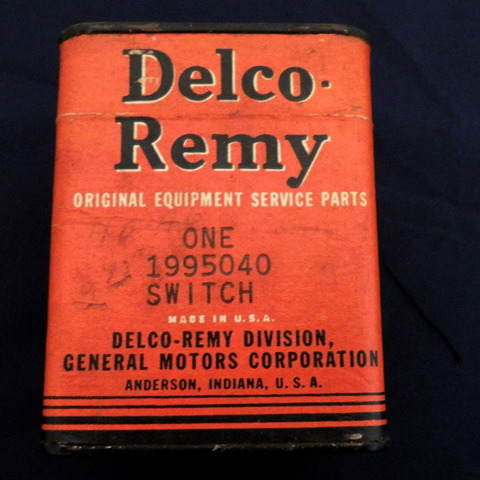 Delco-
Remy
ORIGINAL EQUIPMENT SERVICE PARTS
ONE
1995040
SWITCH
MADE IN U.S.A.
DELCO-REMY DIVISION,
GENERAL MOTORS CORPORATION
ANDERSON, INDIANA, U. S. A.